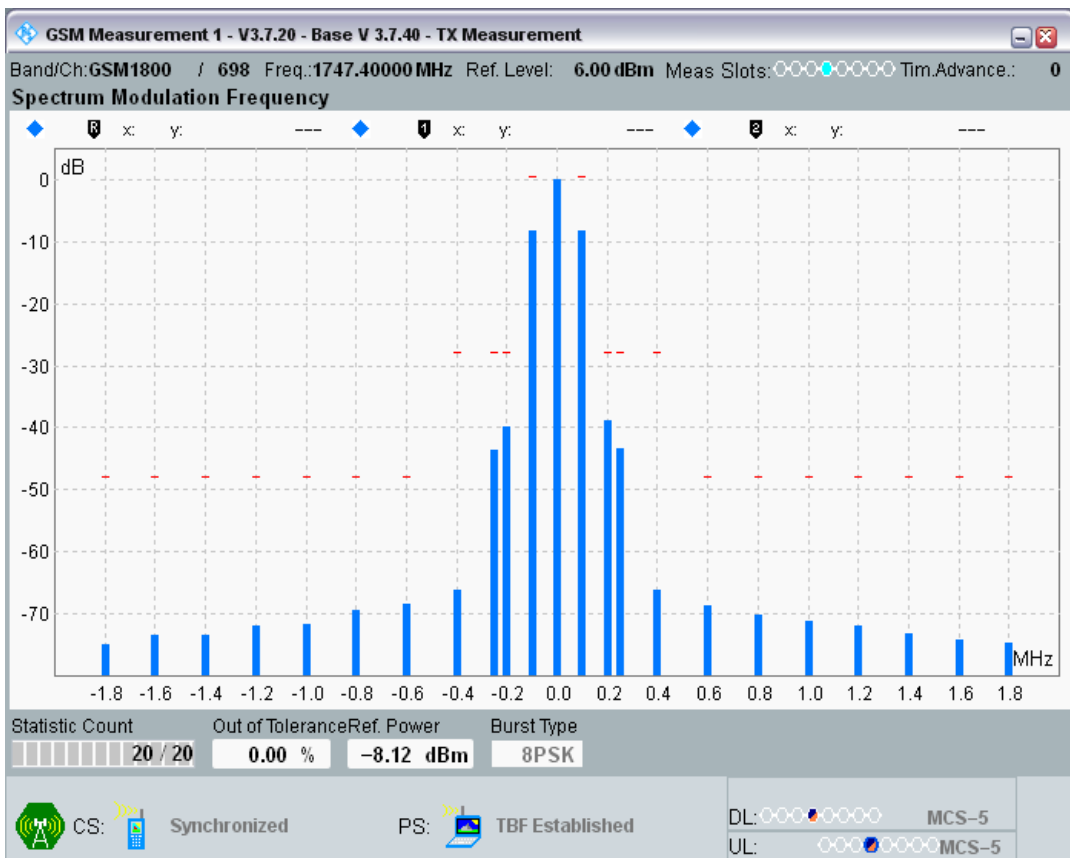 GSM Measurement 1 - V3.7.20 - Base V 3.7.40 - TX Measurement
Band/Ch:GSM1800 / 698 Freq.:1747.40000 MHz Ref. Level: 6.00 dBm Meas Slots: Tim.Advance.: 0
Spectrum Modulation Frequency
R x: y: --- 1 x: y: --- 2 x: y: ---
dB
0
-10
-20
-30
-40
-50
-60
-70
MHz
-1.8 -1.6 -1.4 -1.2 -1.0 -0.8 -0.6 -0.4 -0.2 0.0 0.2 0.4 0.6 0.8 1.0 1.2 1.4 1.6 1.8
Statistic Count Out of Tolerance Ref. Power Burst Type
20 / 20 0.00 % −8.12 dBm 8PSK
CS: Synchronized PS: TBF Established DL: MCS−5
UL: MCS−5